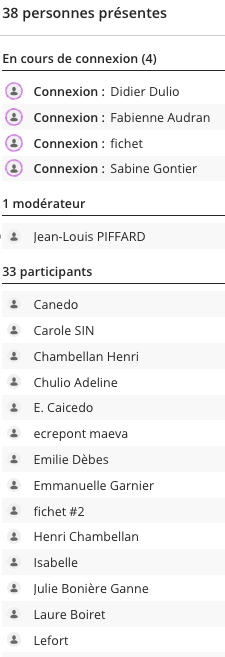 38 personnes présentes
En cours de connexion (4)
Connexion : Didier Dulio
Connexion : Fabienne Audran
Connexion : fichet
Connexion : Sabine Gontier
1 modérateur
Jean-Louis PIFFARD
33 participants
Canedo
Carole SIN
Chambellan Henri
Chulio Adeline
E. Caicedo
ecrepont maeva
Emilie Dèbes
Emmanuelle Garnier
fichet #2
Henri Chambellan
Isabelle
Julie Bonière Ganne
Laure Boiret
Lefort